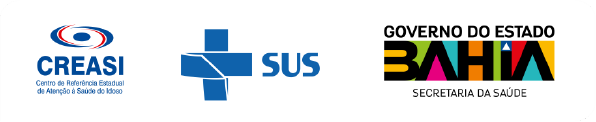 CREASI
Centro de Referência Estadual
de Atenção à Saúde do Idoso
SUS
GOVERNO DO ESTADO
BAHIA
SECRETARIA DA SAÚDE